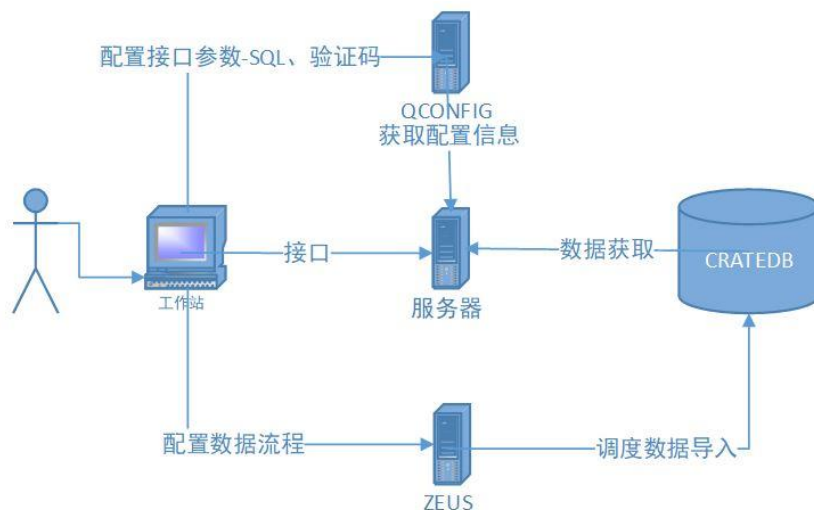 配置接口参数-SQL、验证码
QCONFIG
获取配置信息
接口
数据获取
CRATEDB
工作站
服务器
配置数据流程
调度数据导入
ZEUS